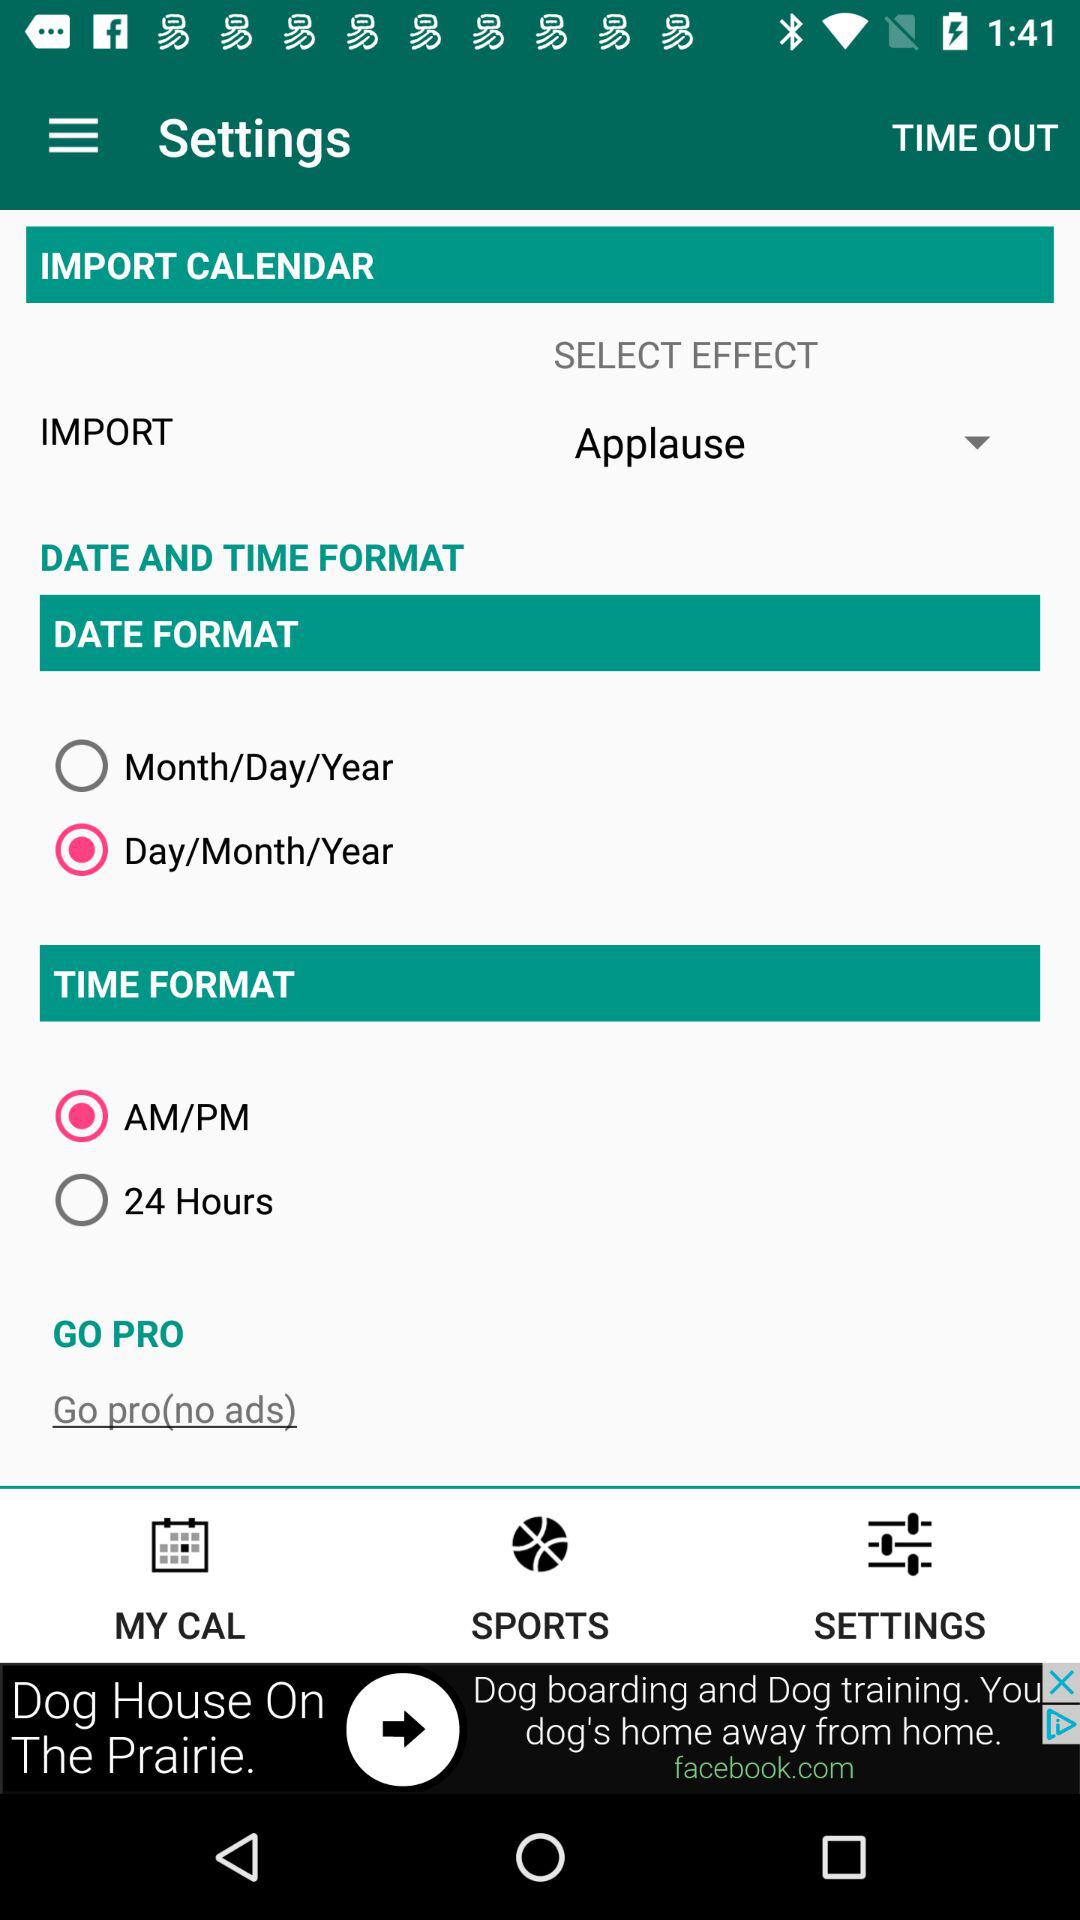 1:41
Settings
TIME OUT
IMPORT CALENDAR
SELECT EFFECT
IMPORT
Applause
DATE AND TIME FORMAT
DATE FORMAT
Month/Day/Year
Day/Month/Year
TIME FORMAT
AM/PM
24 Hours
GO PRO
Go pro(no ads)
MY CAL
SPORTS
SETTINGS
Dog House On
The Prairie.
Dog boarding and Dog training. You
dog's home away from home.
facebook.com